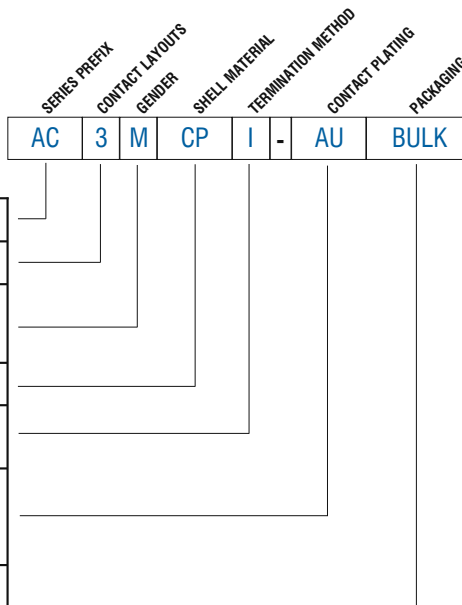 SERIES PREFIX
CONTACT LAYOUTS
GENDER
SHELL MATERIAL
TERMINATION METHOD
CONTACT PLATING
PACKAGING
AC 3 M CP I - AU BULK